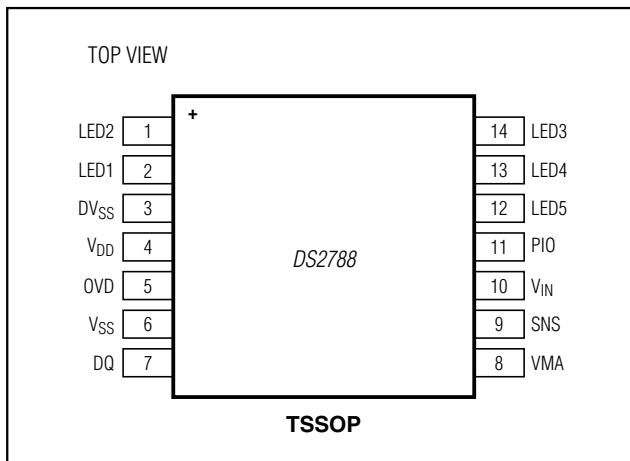 TOP VIEW
+
LED2 1 14 LED3
LED1 2 13 LED4
DVSS 3 12 LED5
VDD 4 11 PIO
DS2788
OVD 5 10 VIN
VSS 6 9 SNS
DQ 7 8 VMA
TSSOP